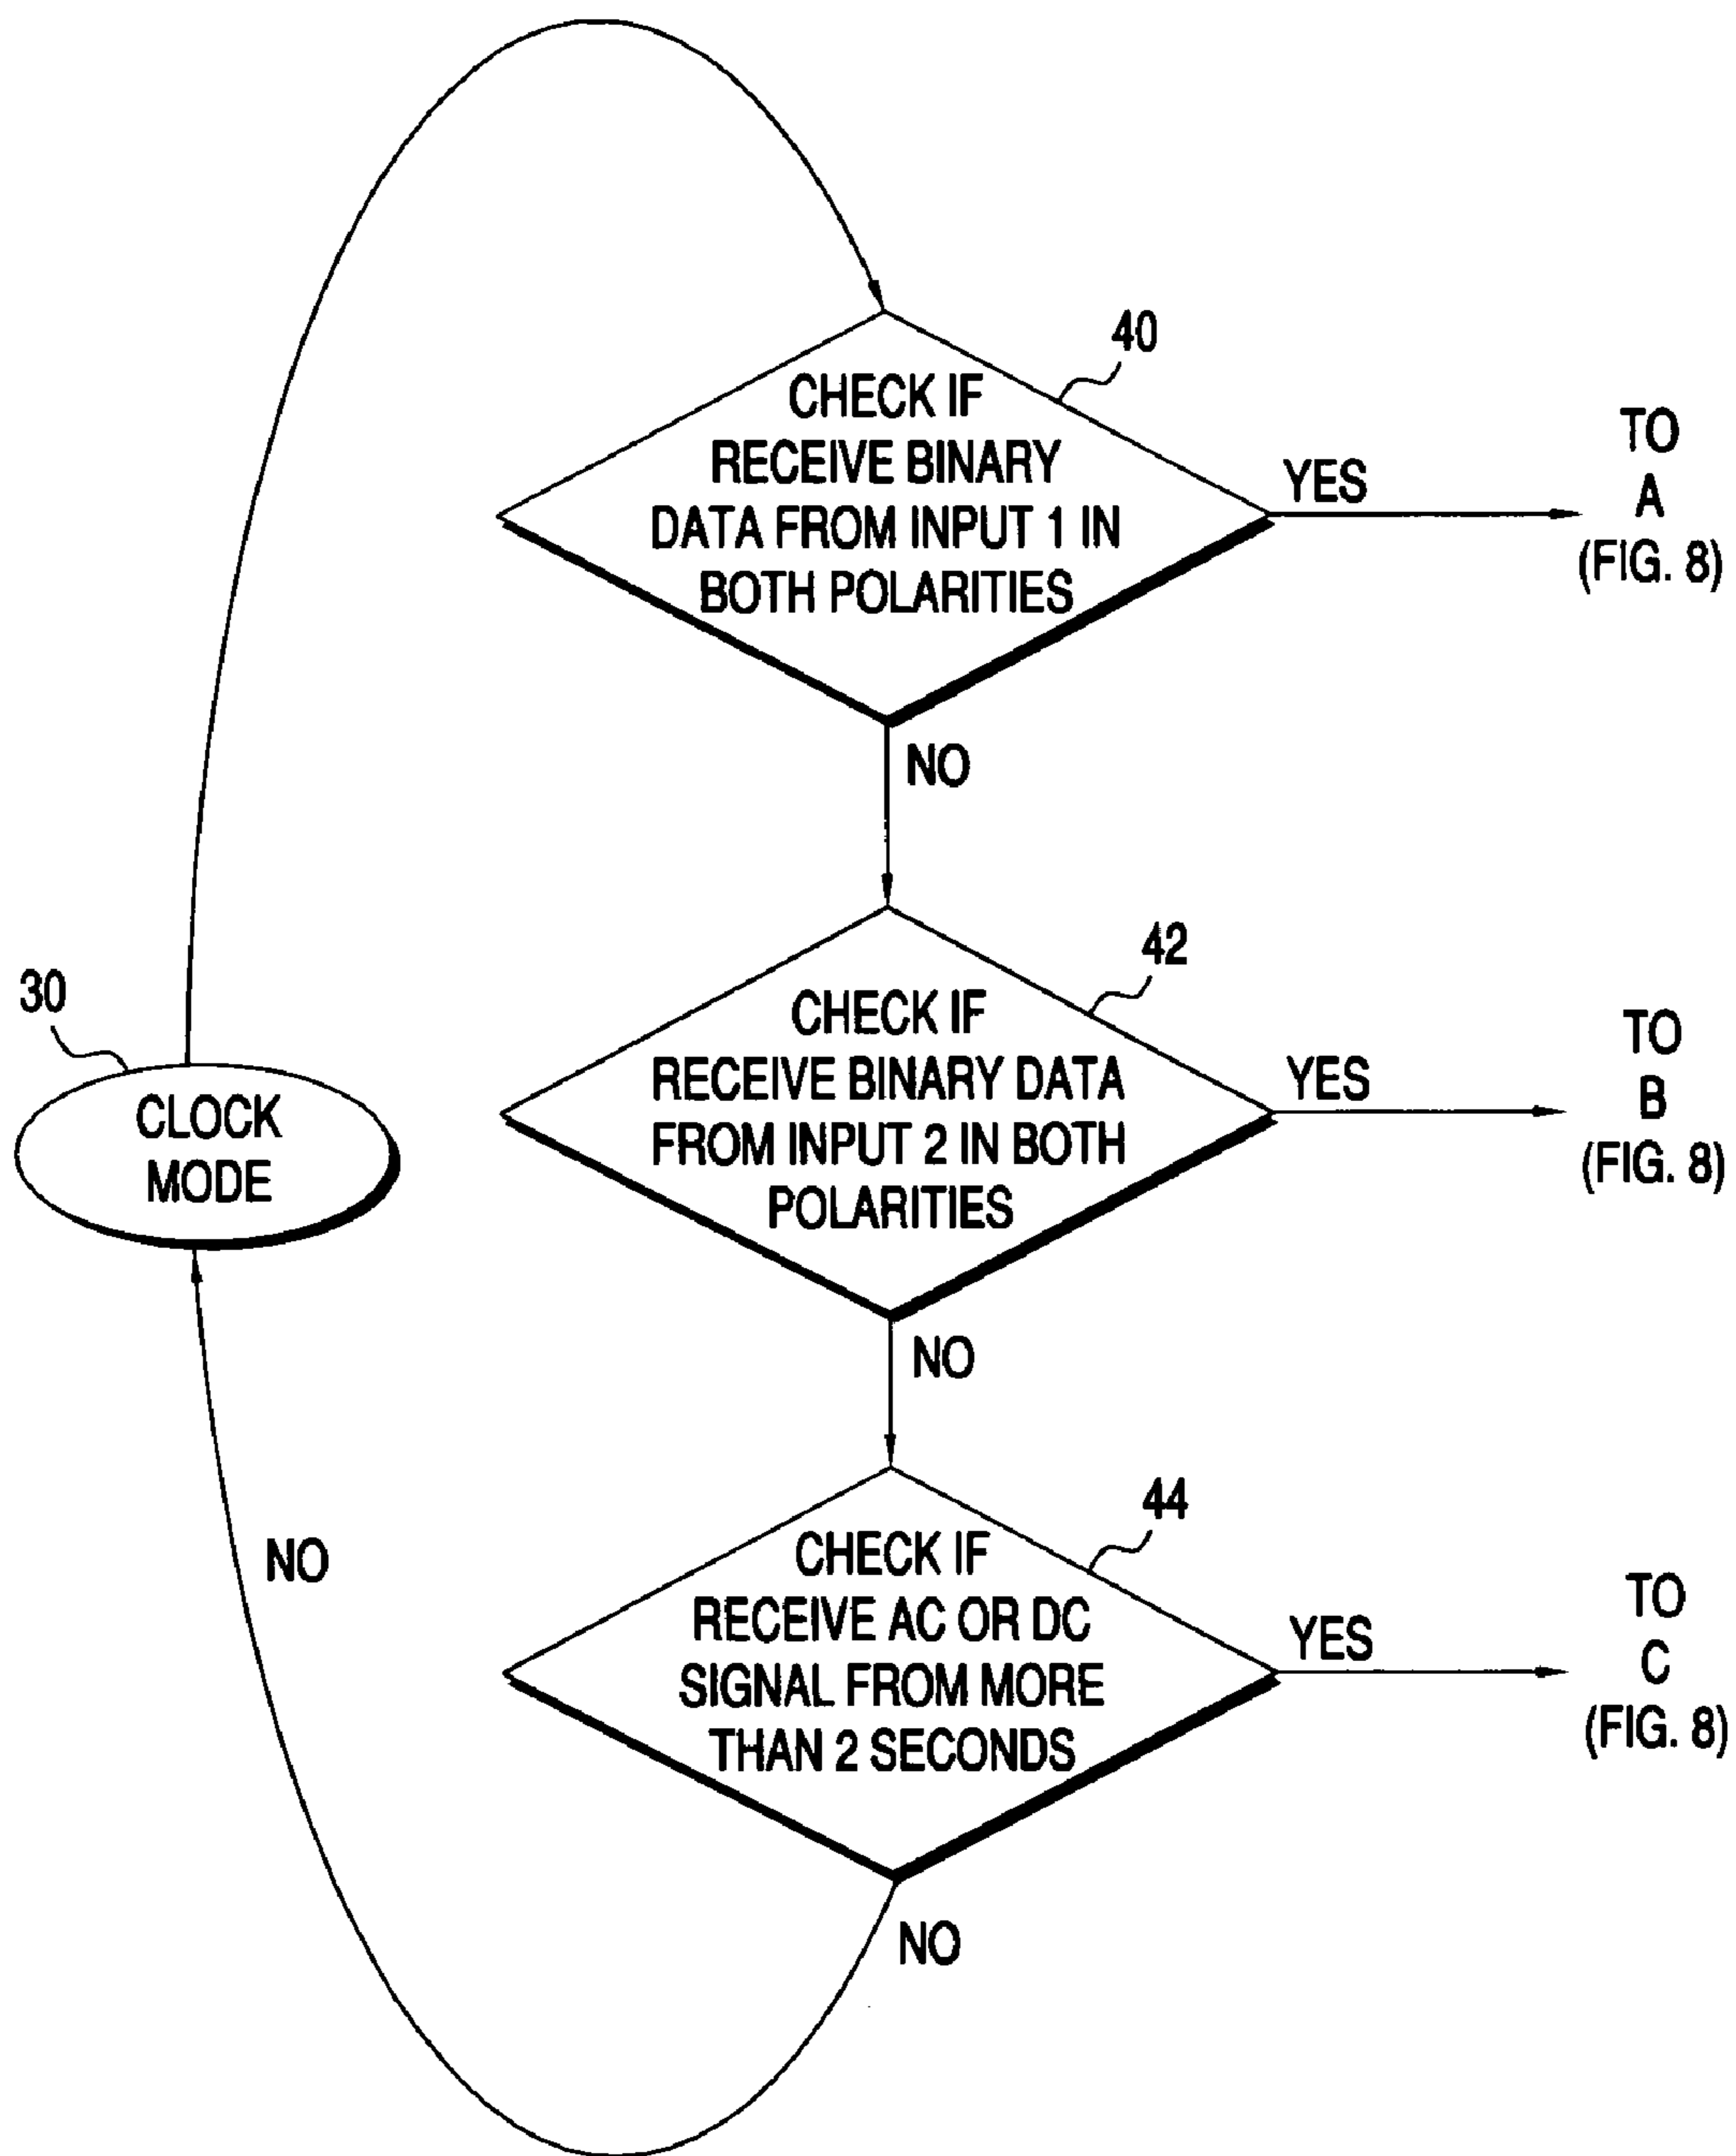 40
CHECK IF
RECEIVE BINARY
DATA FROM INPUT 1 IN
BOTH POLARITIES
YES
TO
A
(FIG. 8)
NO
42
CHECK IF
RECEIVE BINARY DATA
FROM INPUT 2 IN BOTH
POLARITIES
YES
TO
B
(FIG. 8)
30
CLOCK
MODE
NO
44
CHECK IF
RECEIVE AC OR DC
SIGNAL FROM MORE
THAN 2 SECONDS
YES
TO
C
(FIG. 8)
NO
NO